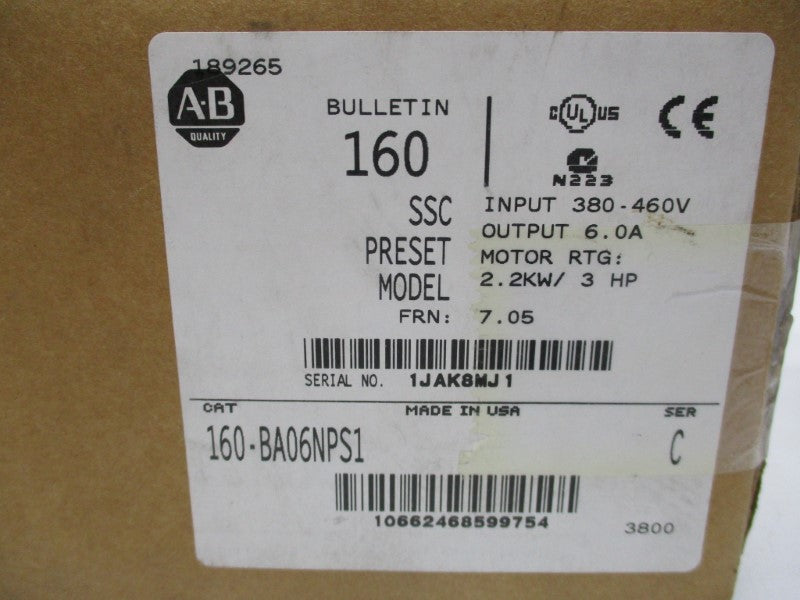 189265
A-B
QUALITY
BULLETIN
160
SSC
PRESET
MODEL
FRN: 7.05
C UL US
CE
N223
INPUT 380-460V
OUTPUT 6.0A
MOTOR RTG:
2.2KW/ 3 HP
SERIAL NO. 1JAK8MJ1
CAT MADE IN USA SER
160-BA06NPS1 C
10662468599754
3800